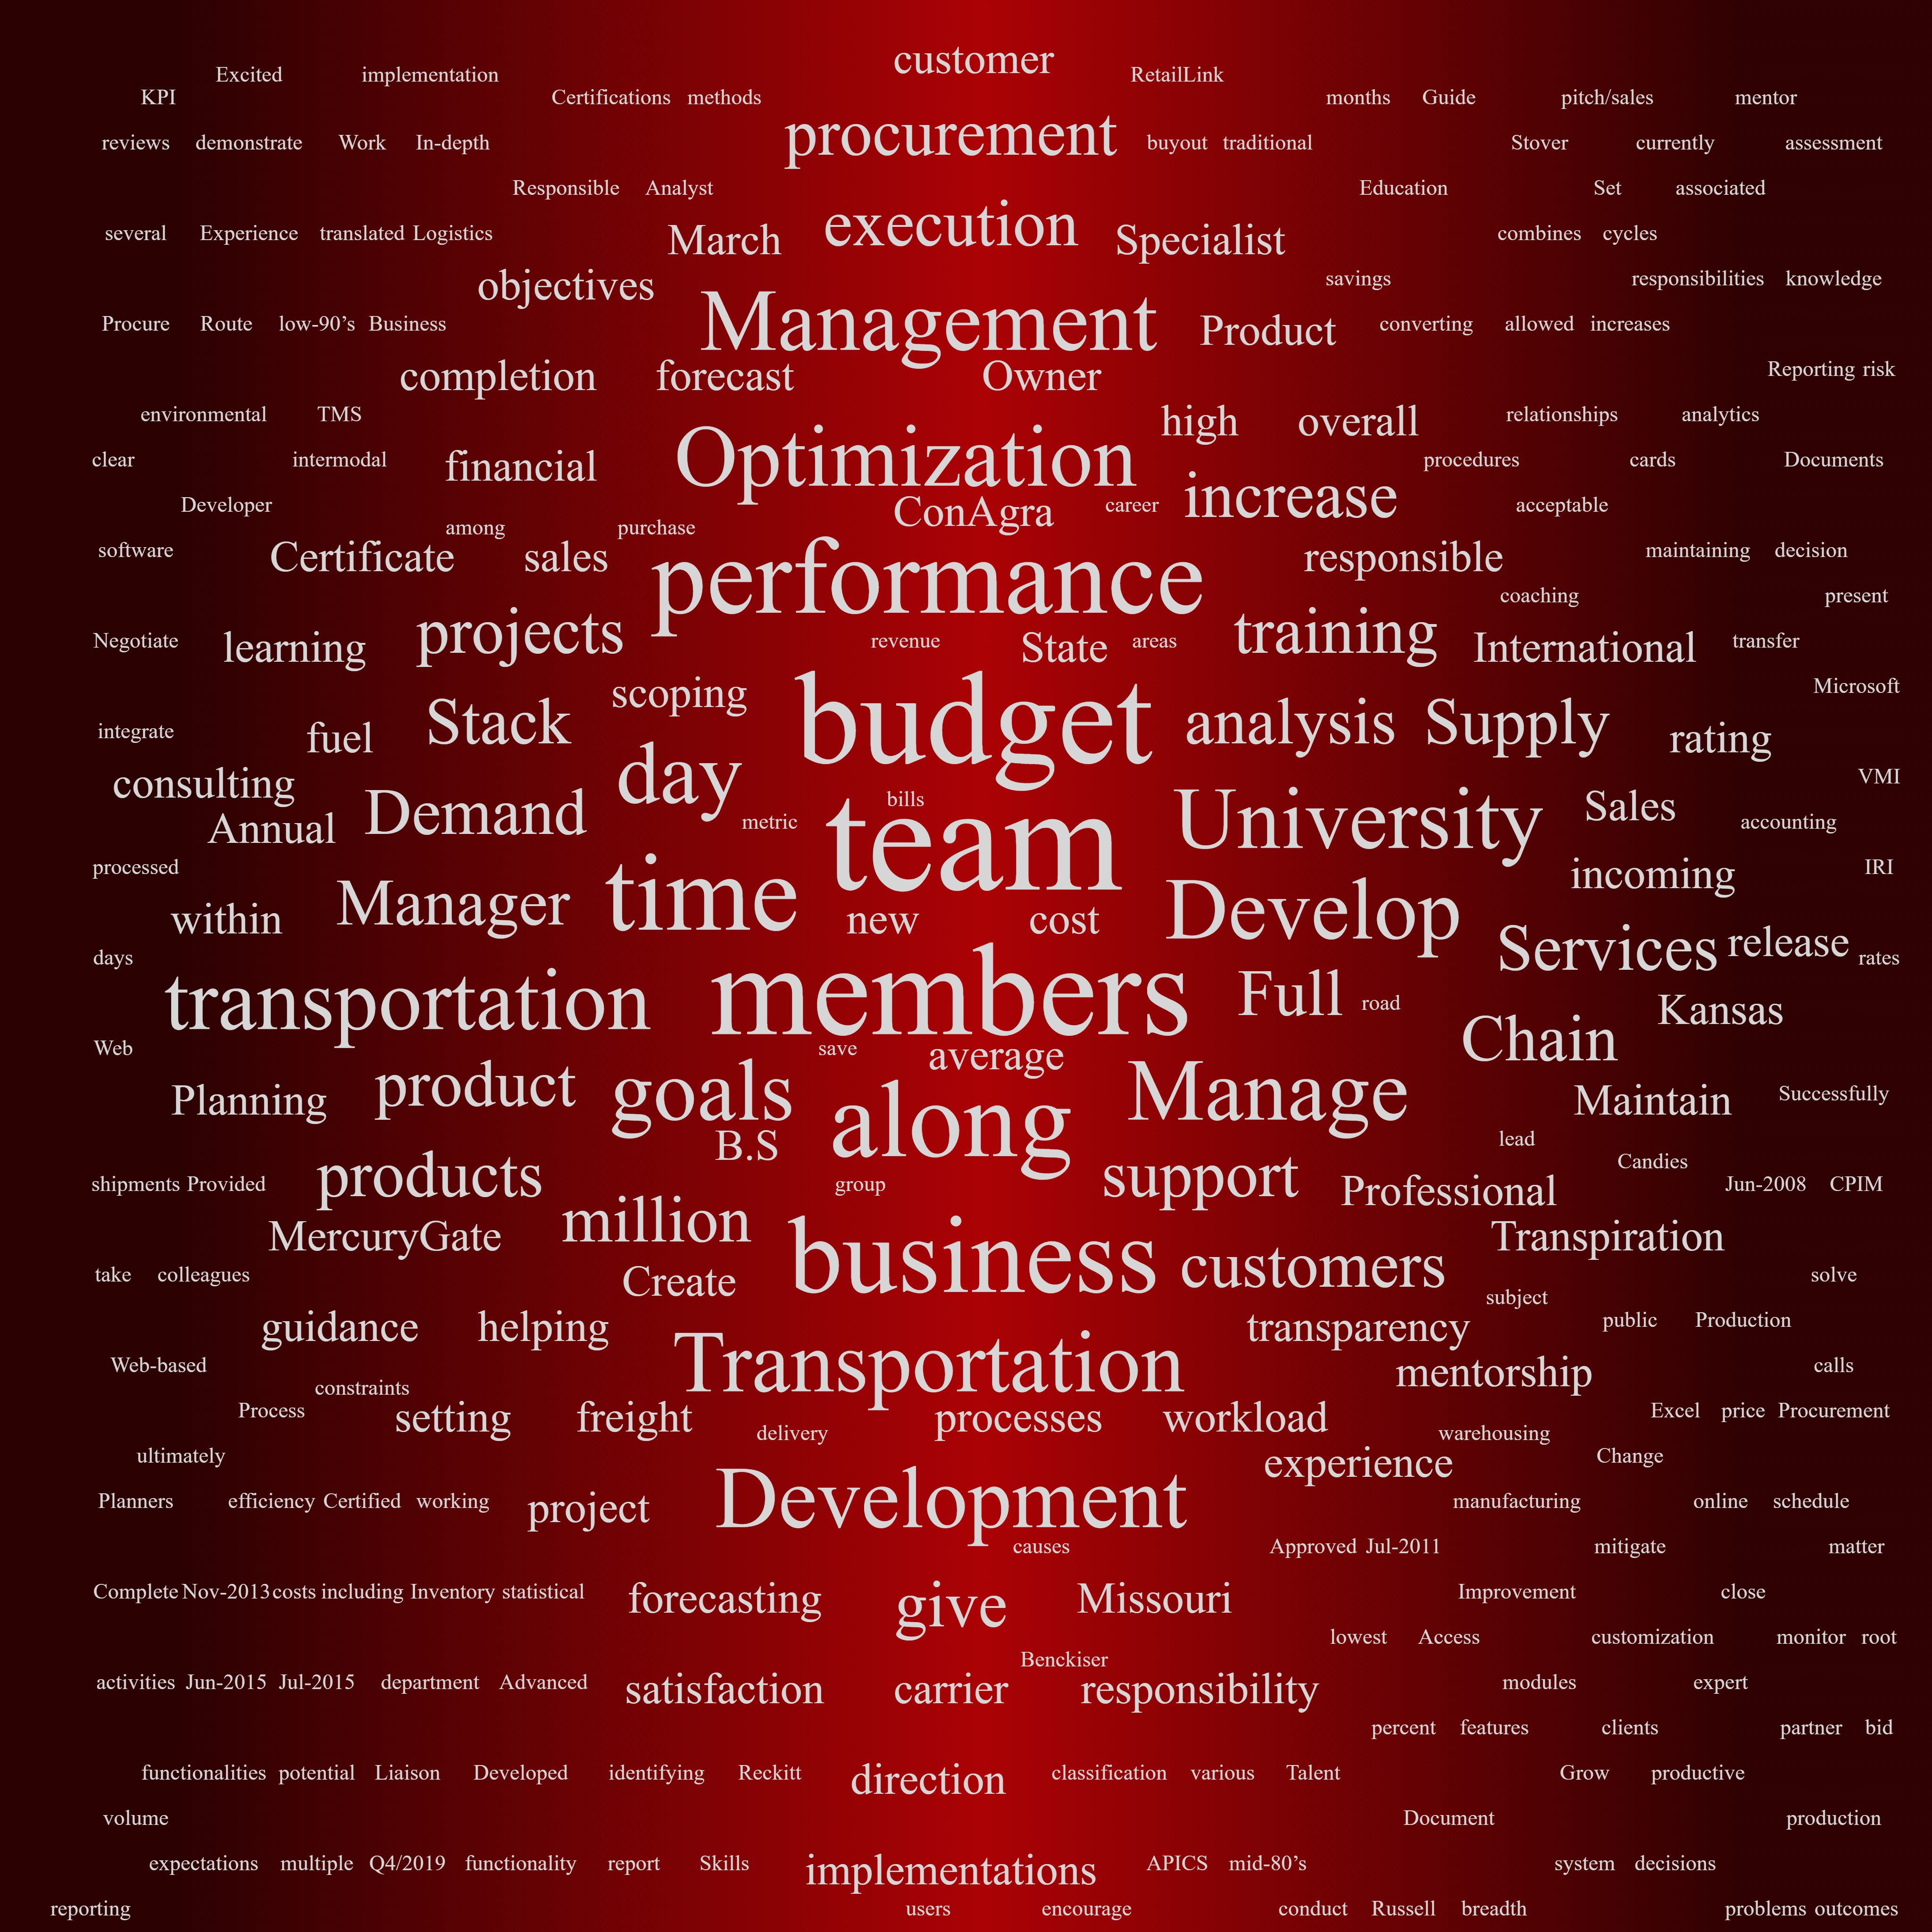 customer
Excited implementation RetailLink
KPI Certifications methods months Guide pitch/sales mentor
procurement
reviews demonstrate Work In-depth buyout traditional Stover currently assessment
Responsible Analyst Education Set associated
execution
several Experience translated Logistics March Specialist combines cycles
objectives savings responsibilities knowledge
Management
Procure Route low-90’s Business Product converting allowed increases
completion forecast Owner Reporting risk
environmental TMS high overall relationships analytics
Optimization
clear intermodal financial procedures cards Documents
increase
Developer ConAgra career acceptable
among purchase
software Certificate sales responsible maintaining decision
performance
coaching present
projects training
Negotiate learning revenue State areas International transfer
scoping Microsoft
budget
Stack analysis Supply
integrate fuel rating
consulting day VMI
bills
Demand University Sales
Annual metric accounting
team
processed incoming IRI
Manager time Develop
within new cost
Services release
days rates
transportation members Full road Kansas
Chain
Web save average
product goals Manage
Planning Maintain Successfully
along
B.S lead
Candies
products support
shipments Provided group Professional Jun-2008 CPIM
million
MercuryGate Transpiration
business customers
take colleagues Create solve
subject
guidance helping transparency public Production
Transportation
Web-based mentorship calls
constraints
Process setting freight processes workload Excel price Procurement
delivery warehousing
ultimately experience Change
Development
Planners efficiency Certified working project manufacturing online schedule
causes Approved Jul-2011 mitigate matter
Complete Nov-2013 costs including Inventory statistical forecasting give Missouri Improvement close
lowest Access customization monitor root
Benckiser
activities Jun-2015 Jul-2015 department Advanced satisfaction carrier responsibility modules expert
percent features clients partner bid
functionalities potential Liaison Developed identifying Reckitt direction classification various Talent Grow productive
volume Document production
expectations multiple Q4/2019 functionality report Skills implementations APICS mid-80’s system decisions
reporting users encourage conduct Russell breadth problems outcomes